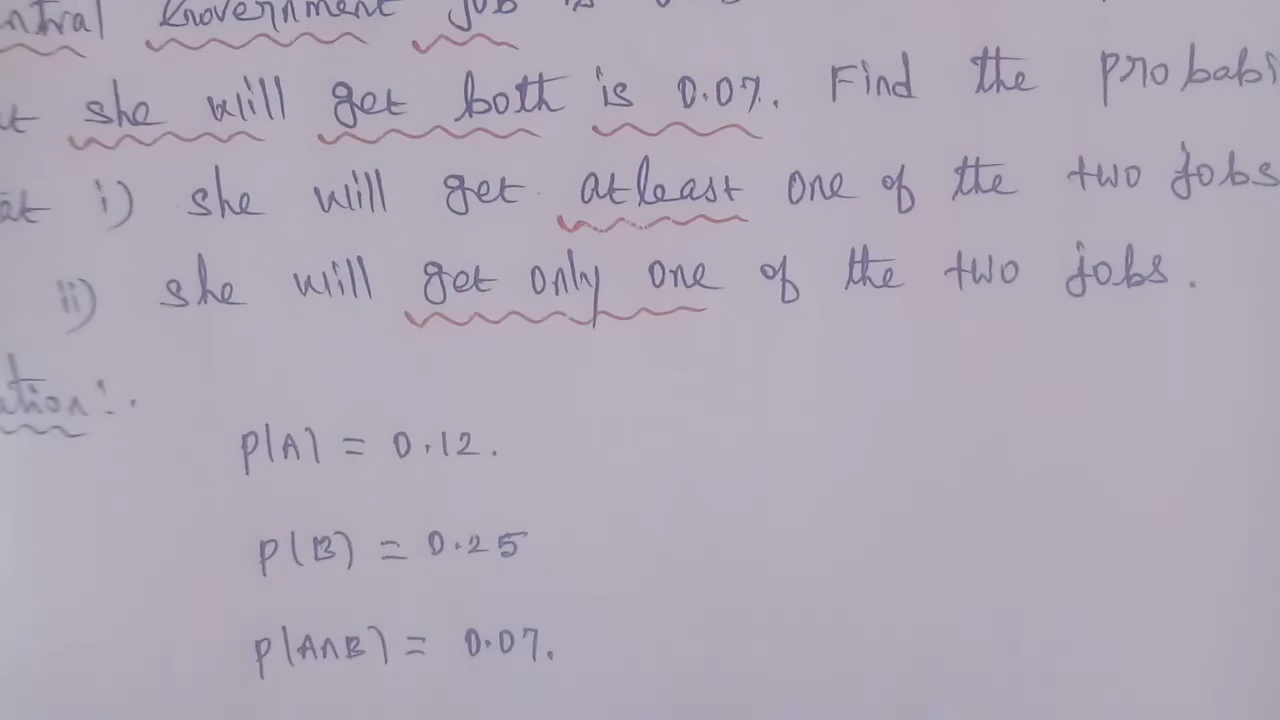 Government job
she will get both is 0.07. Find the probabi
i) she will get atleast one of the two jobs
ii) she will get only one of the two jobs.
P(A) = 0.12.
P(B) = 0.25
P(A∩B) = 0.07.